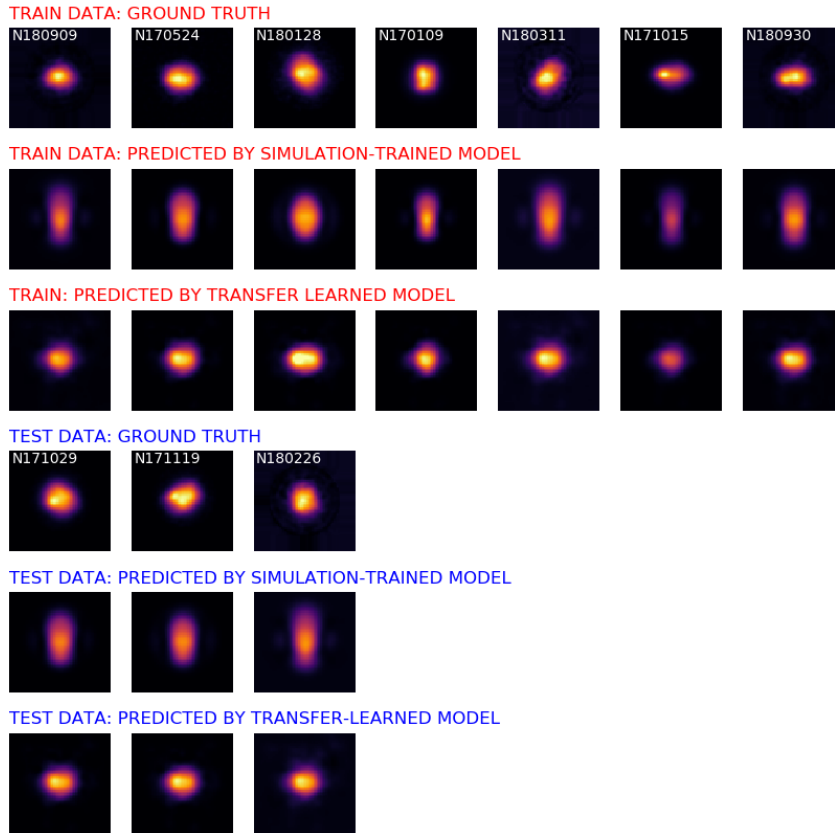 TRAIN DATA: GROUND TRUTH
N180909 N170524 N180128 N170109 N180311 N171015 N180930
TRAIN DATA: PREDICTED BY SIMULATION-TRAINED MODEL
TRAIN: PREDICTED BY TRANSFER LEARNED MODEL
TEST DATA: GROUND TRUTH
N171029 N171119 N180226
TEST DATA: PREDICTED BY SIMULATION-TRAINED MODEL
TEST DATA: PREDICTED BY TRANSFER-LEARNED MODEL